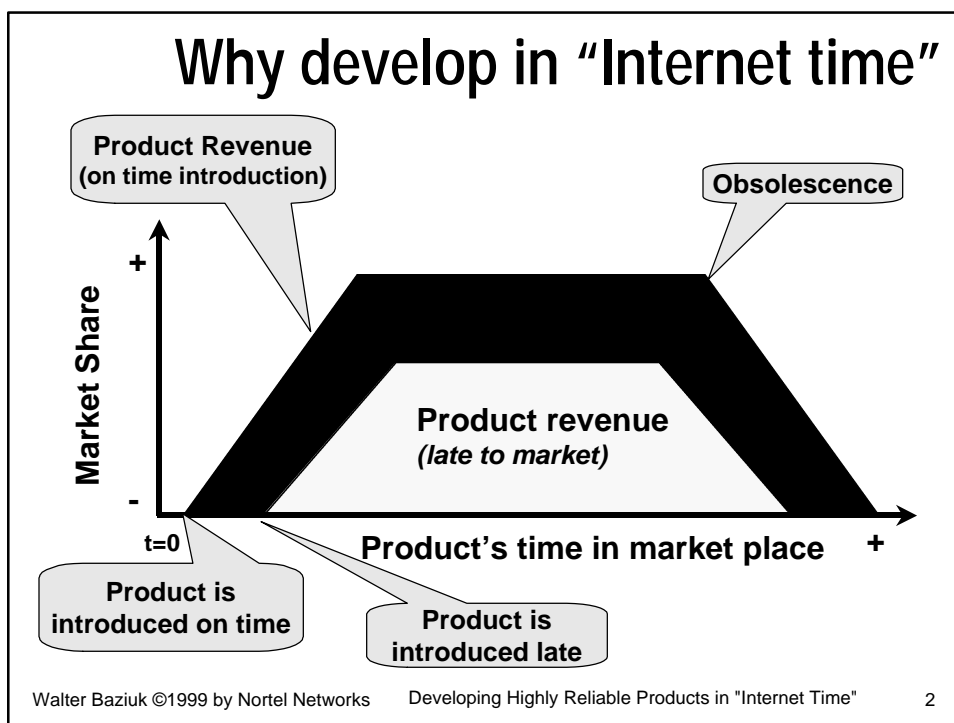 Why develop in “Internet time”
Product Revenue
(on time introduction)
Obsolescence
+
Market Share
-
Product revenue
(late to market)
t=0
Product's time in market place
+
Product is
introduced on time
Product is
introduced late
Walter Baziuk ©1999 by Nortel Networks
Developing Highly Reliable Products in "Internet Time"
2